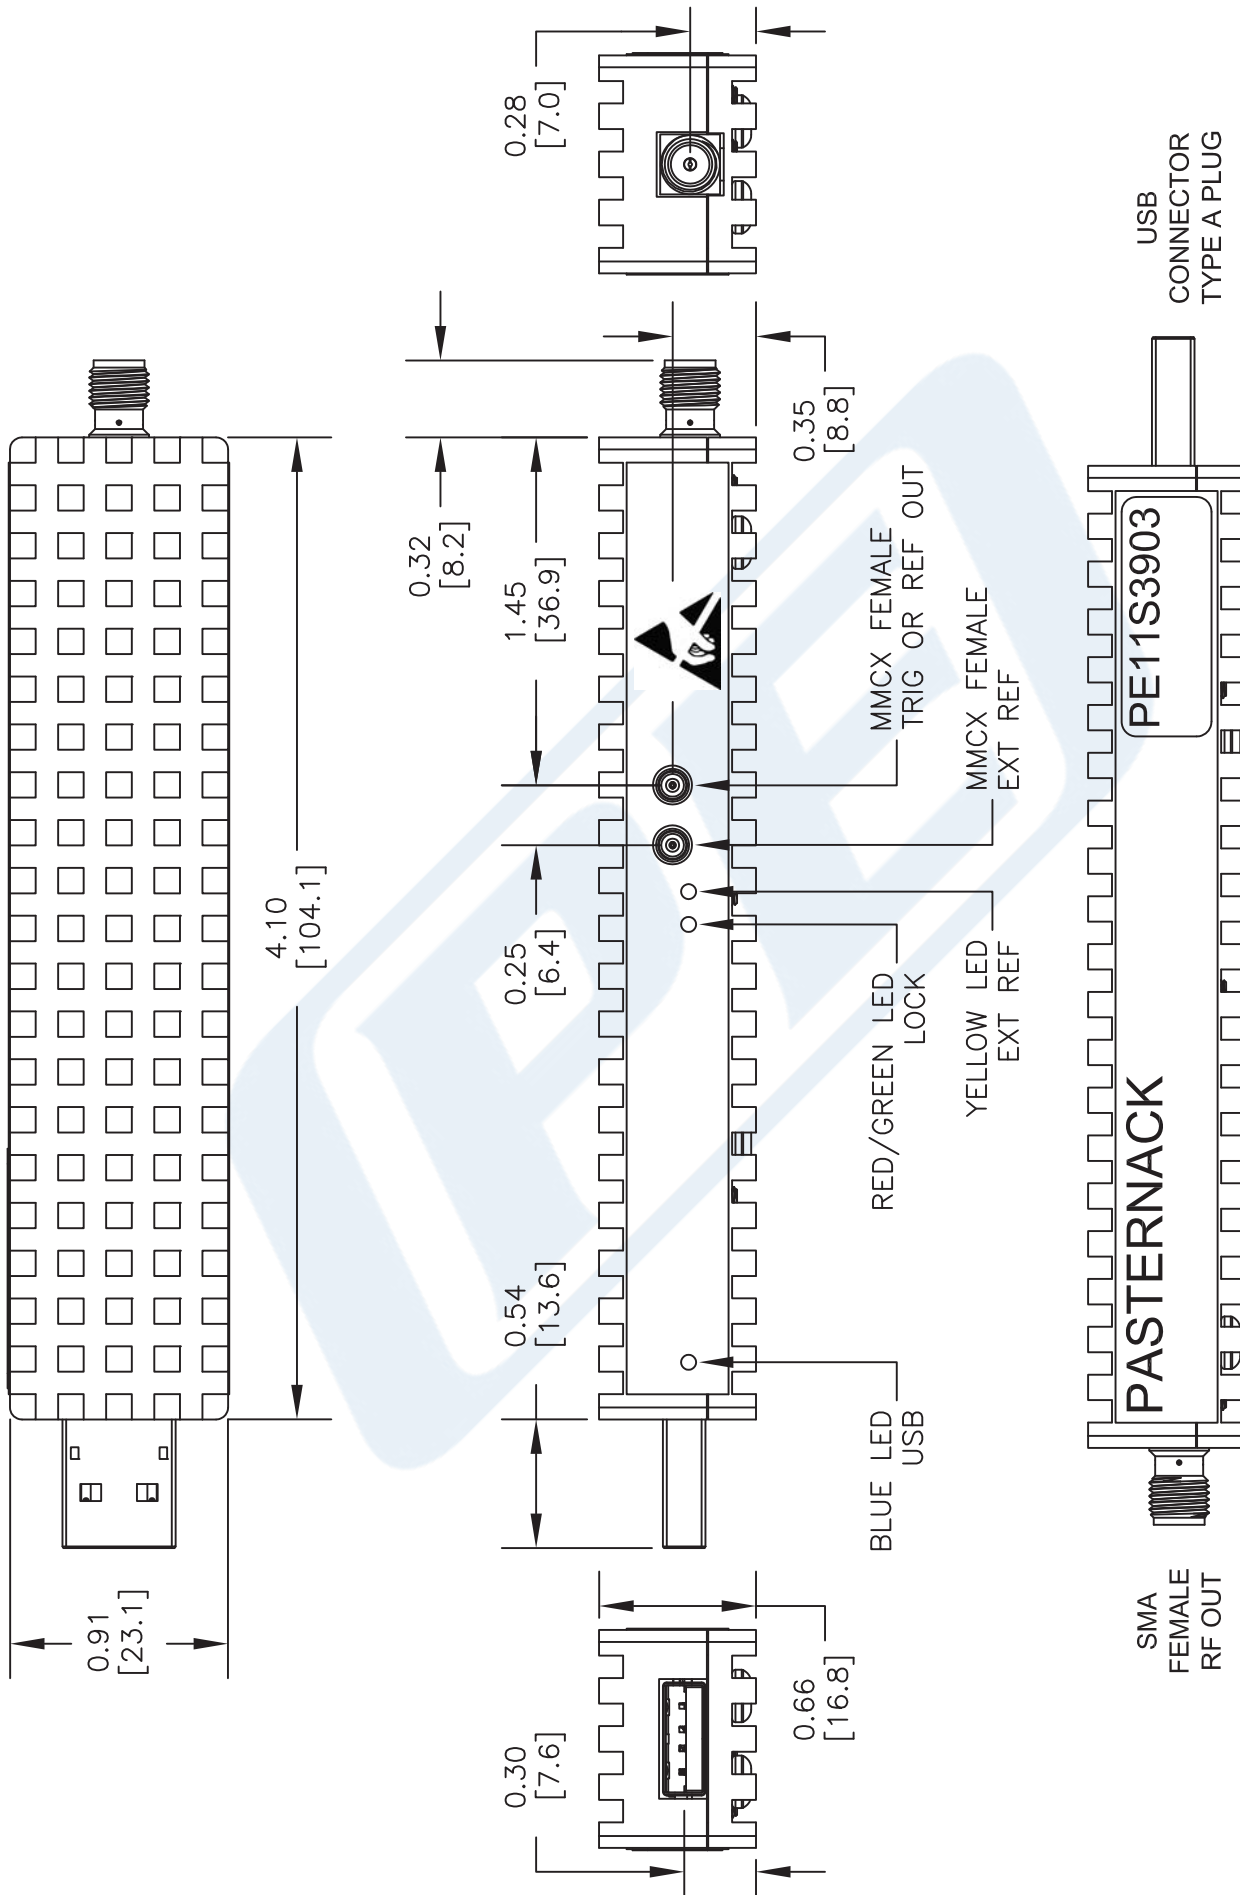 0.91
[23.1]
4.10
[104.1]
0.30
[7.6]
0.54
[13.6]
0.25
[6.4]
1.45
[36.9]
0.32
[8.2]
0.28
[7.0]
0.66
[16.8]
0.35
[8.8]
BLUE LED
USB
RED/GREEN LED
LOCK
YELLOW LED
EXT REF
MMCX FEMALE
TRIG OR REF OUT
MMCX FEMALE
EXT REF
SMA
FEMALE
RF OUT
PASTERNACK
PE11S3903
USB
CONNECTOR
TYPE A PLUG
PE